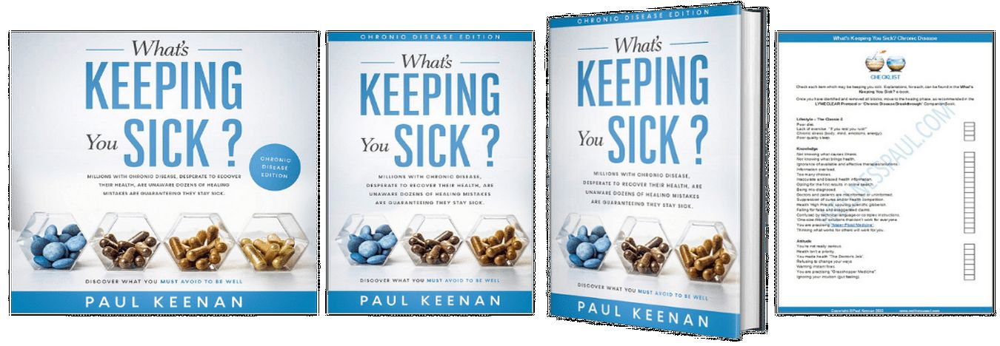 What's
KEEPING
You SICK ?
CHRONIC
DISEASE
EDITION
MILLIONS WITH CHRONIC DISEASE, DESPERATE TO RECOVER
THEIR HEALTH, ARE UNAWARE DOZENS OF HEALING
MISTAKES ARE GUARANTEEING THEY STAY SICK.
DISCOVER WHAT YOU MUST AVOID TO BE WELL
PAUL KEENAN
CHRONIC DISEASE EDITION
What's
KEEPING
You SICK ?
MILLIONS WITH CHRONIC DISEASE,
DESPERATE TO RECOVER THEIR HEALTH, ARE
UNAWARE DOZENS OF HEALING MISTAKES
ARE GUARANTEEING THEY STAY SICK.
DISCOVER WHAT YOU MUST AVOID TO BE WELL
PAUL KEENAN
CHRONIC DISEASE EDITION
What's
KEEPING
You SICK ?
MILLIONS WITH CHRONIC DISEASE,
DESPERATE TO RECOVER THEIR HEALTH, ARE
UNAWARE DOZENS OF HEALING MISTAKES
ARE GUARANTEEING THEY STAY SICK.
DISCOVER WHAT YOU MUST AVOID TO BE WELL
PAUL KEENAN
What's Keeping You Sick? Chronic Disease
CHECKLIST
Check each item which may be keeping you sick. Explanations, for each, can be found in the What's
Keeping You Sick? e-book.
Once you have identified and removed all blocks, move to the healing phase, as recommended in the
LYMECLEAR Protocol or 'Chronic Disease Breakthrough' Companion Book.
Lifestyle – The Classic 4
Poor diet.
Lack of exercise. "If you rest you rust!"
Chronic stress (body, mind, emotions, energy).
Poor quality sleep.
Knowledge
Not knowing what causes illness.
Not knowing what brings health.
Ignorance of available and effective therapies/solutions.
Information overload.
Too many choices.
Inaccurate and biased health information.
Opting for the first results in online search.
Being mis-diagnosed.
Doctors and patients are misinformed or uninformed.
Suppression of cures and/or health competition.
Health 'High Priests' spouting scientific gibberish.
Falling for false and exaggerated claims.
Confused by technical language or complex instructions.
'One-size fits all' solutions that don't work for everyone.
You are practising "Water-Pistol Medicine".
Thinking what works for others will work for you.
Attitude
You're not really serious.
Health isn't a priority.
You made health "The Doctor's Job".
Refusing to change your ways
Wanting instant fixes.
You are practising "Grasshopper Medicine".
Ignoring your intuition (gut feeling).
NESSPAUL.COM
Copyright © Paul Keenan